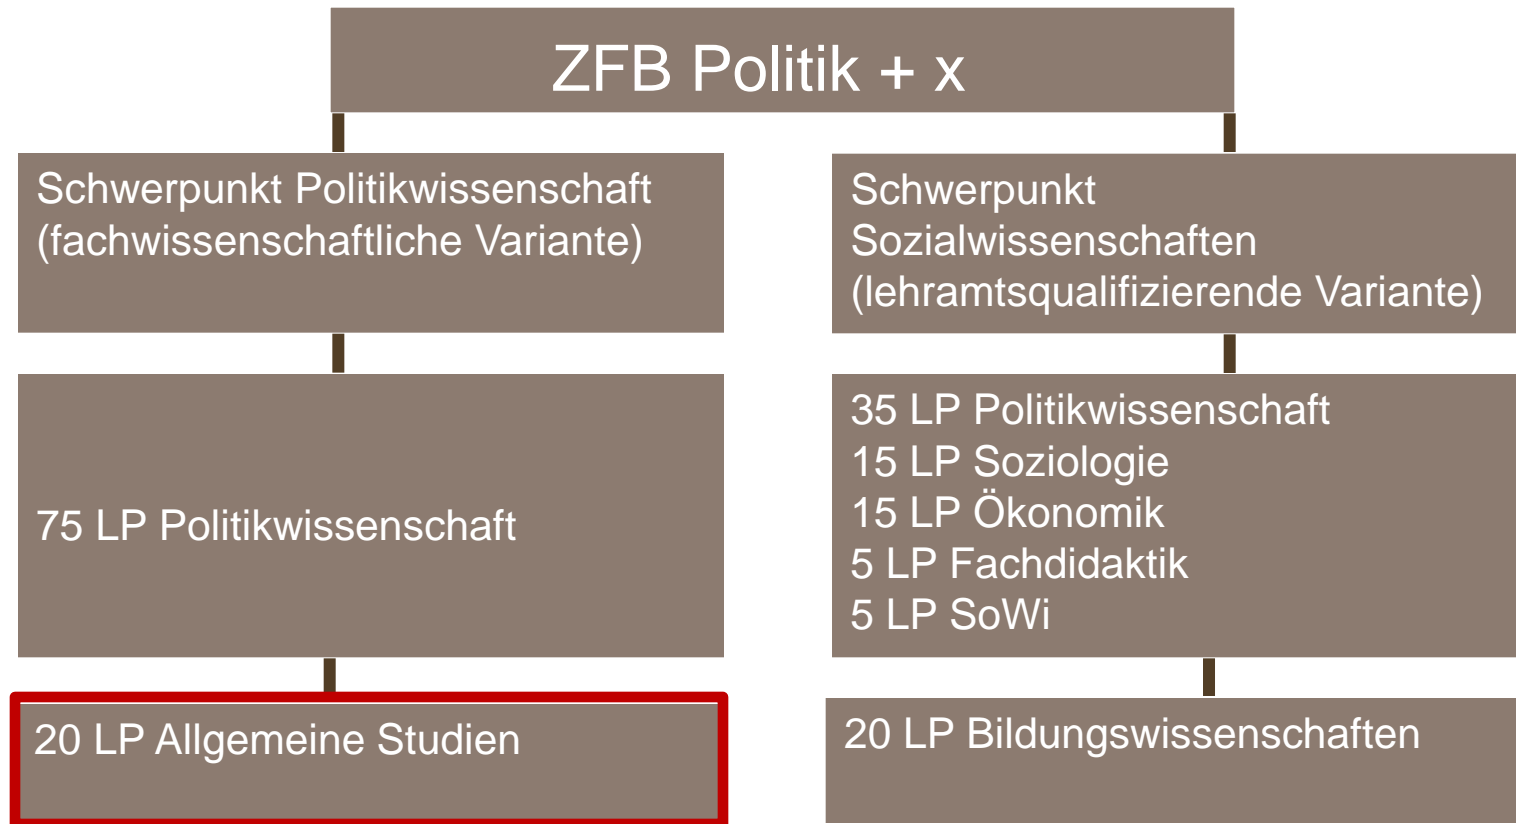 ZFB Politik + x
Schwerpunkt Politikwissenschaft
(fachwissenschaftliche Variante)
75 LP Politikwissenschaft
20 LP Allgemeine Studien
Schwerpunkt
Sozialwissenschaften
(lehramtsqualifizierende Variante)
35 LP Politikwissenschaft
15 LP Soziologie
15 LP Ökonomik
5 LP Fachdidaktik
5 LP SoWi
20 LP Bildungswissenschaften